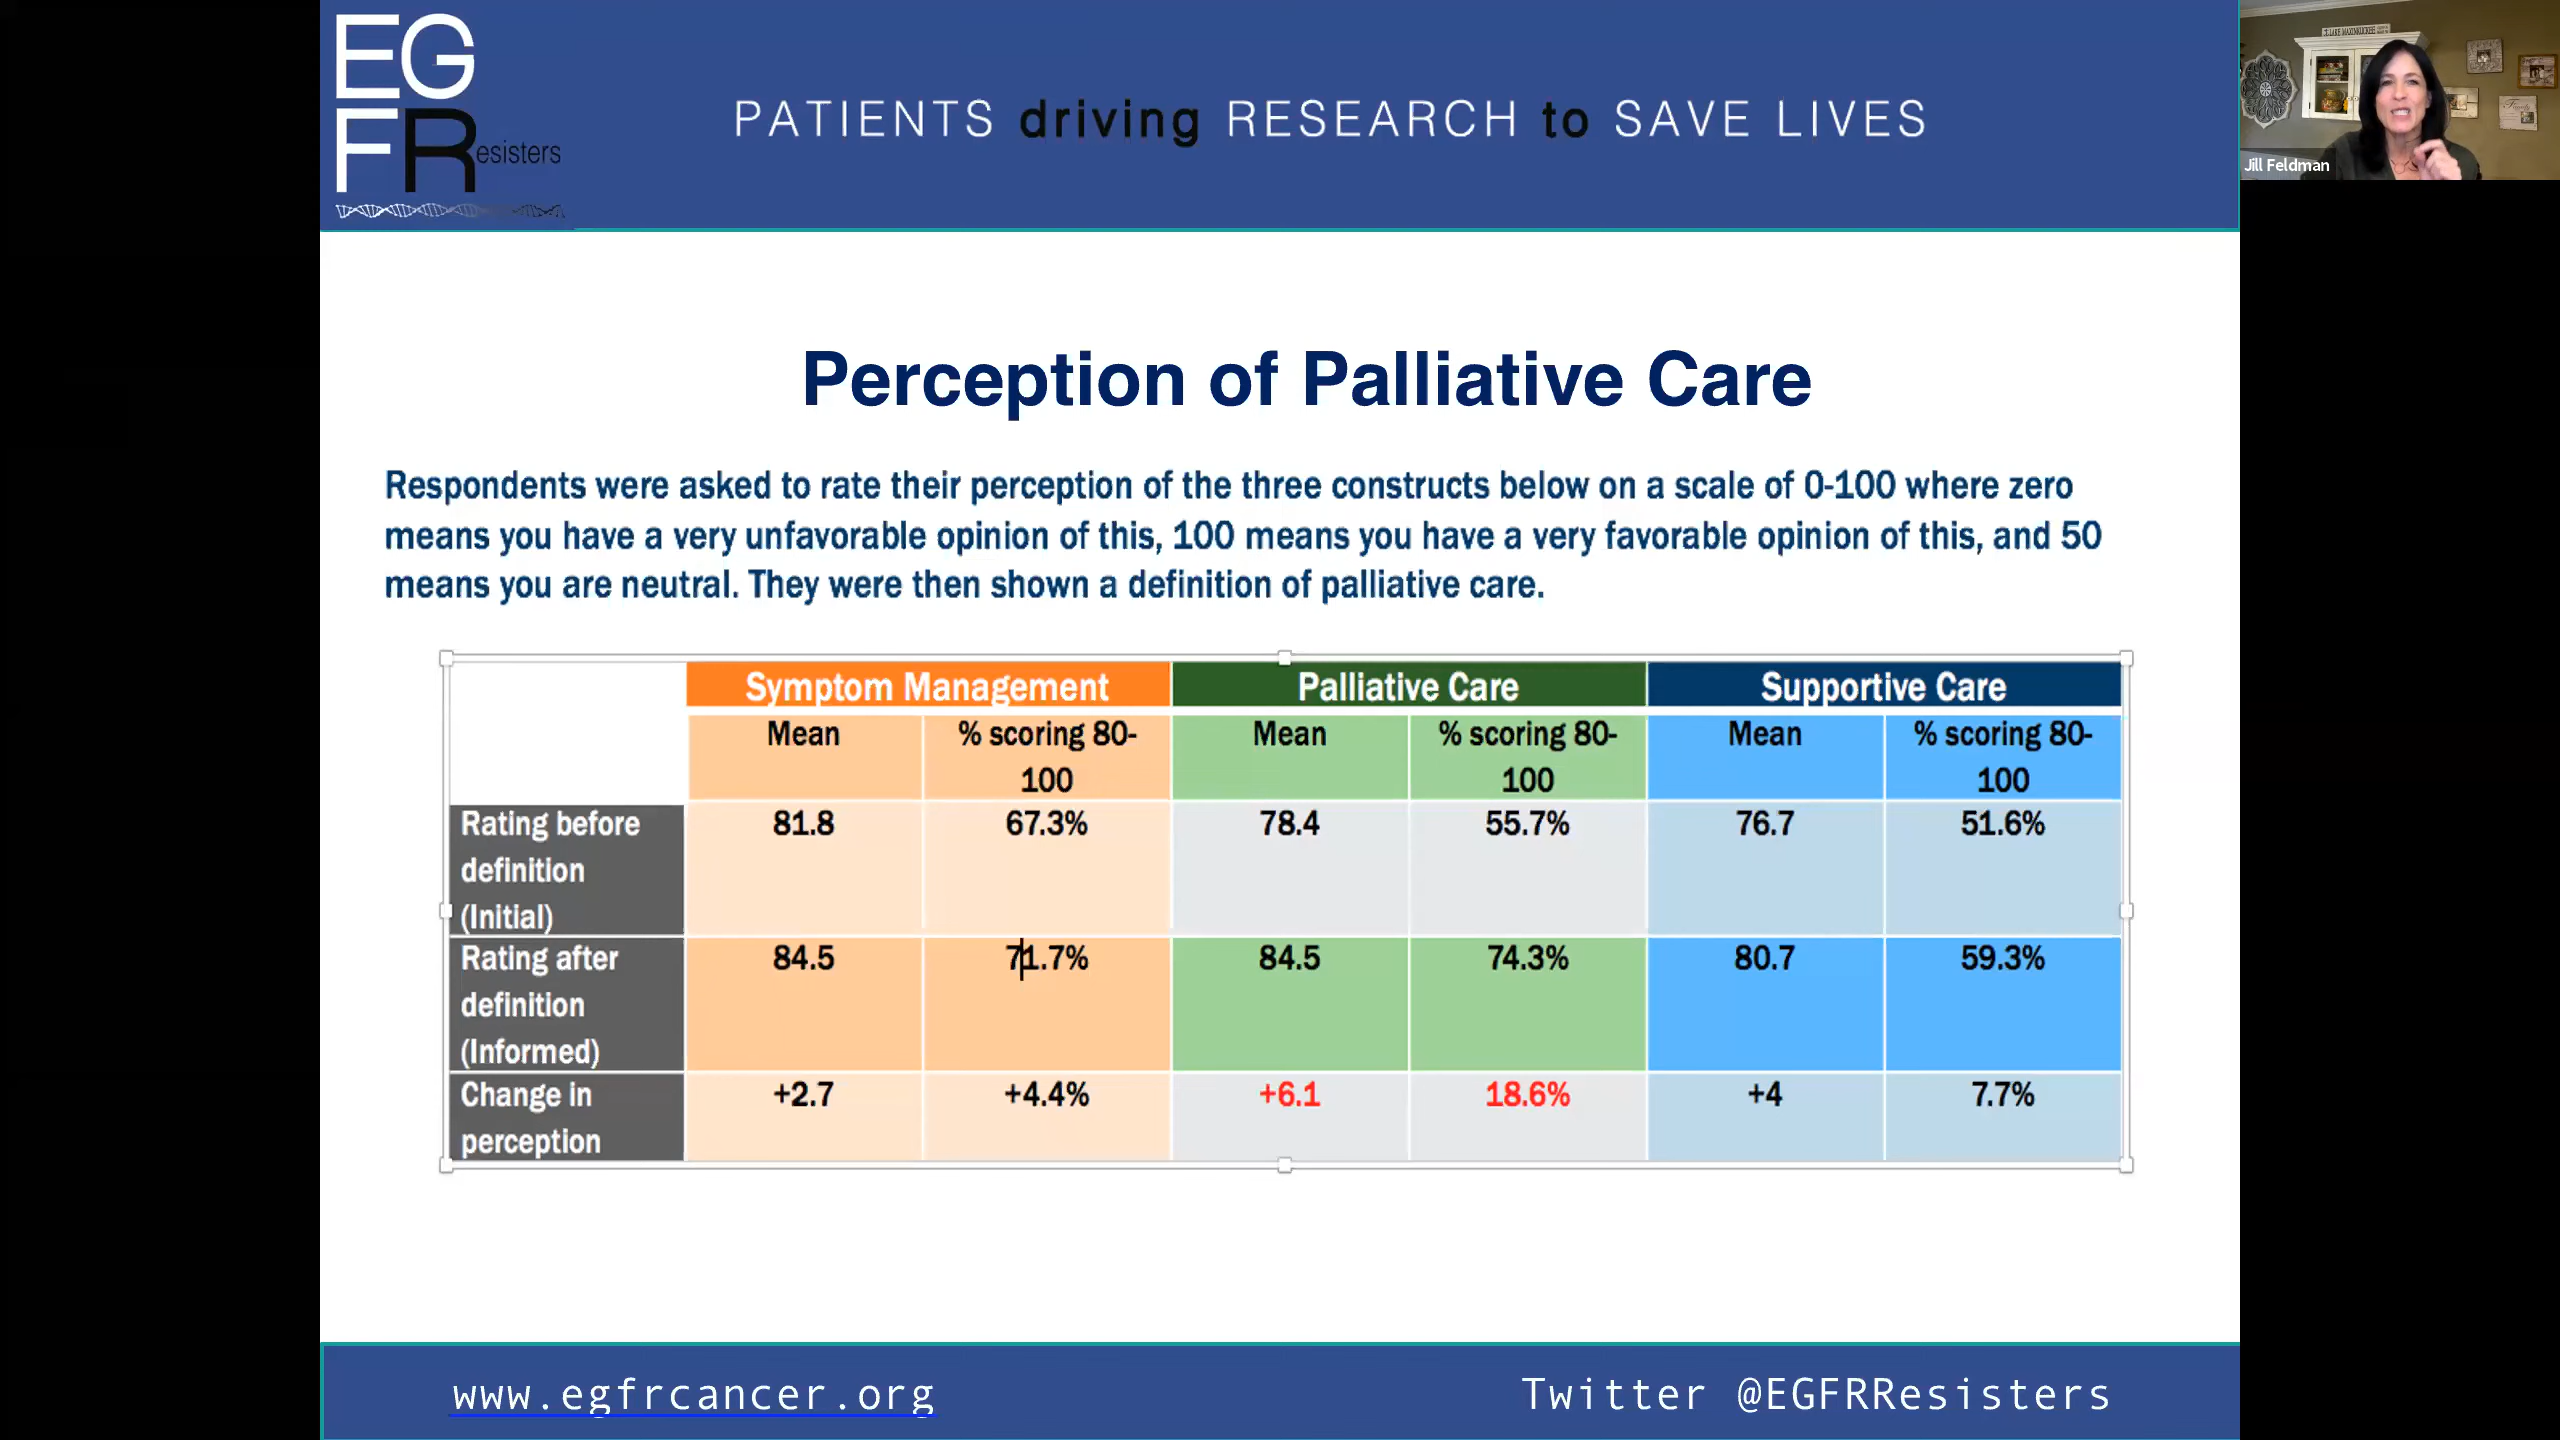 EG
FResisters
PATIENTS driving RESEARCH to SAVE LIVES
Jill Feldman
Perception of Palliative Care
Respondents were asked to rate their perception of the three constructs below on a scale of 0-100 where zero
means you have a very unfavorable opinion of this, 100 means you have a very favorable opinion of this, and 50
means you are neutral. They were then shown a definition of palliative care.
Symptom Management Palliative Care Supportive Care
Mean % scoring 80- Mean % scoring 80- Mean % scoring 80-
100 100 100
Rating before 81.8 67.3% 78.4 55.7% 76.7 51.6%
definition
(Initial)
Rating after 84.5 71.7% 84.5 74.3% 80.7 59.3%
definition
(Informed)
Change in +2.7 +4.4% +6.1 18.6% +4 7.7%
perception
www.egfrcancer.org Twitter @EGFRResisters